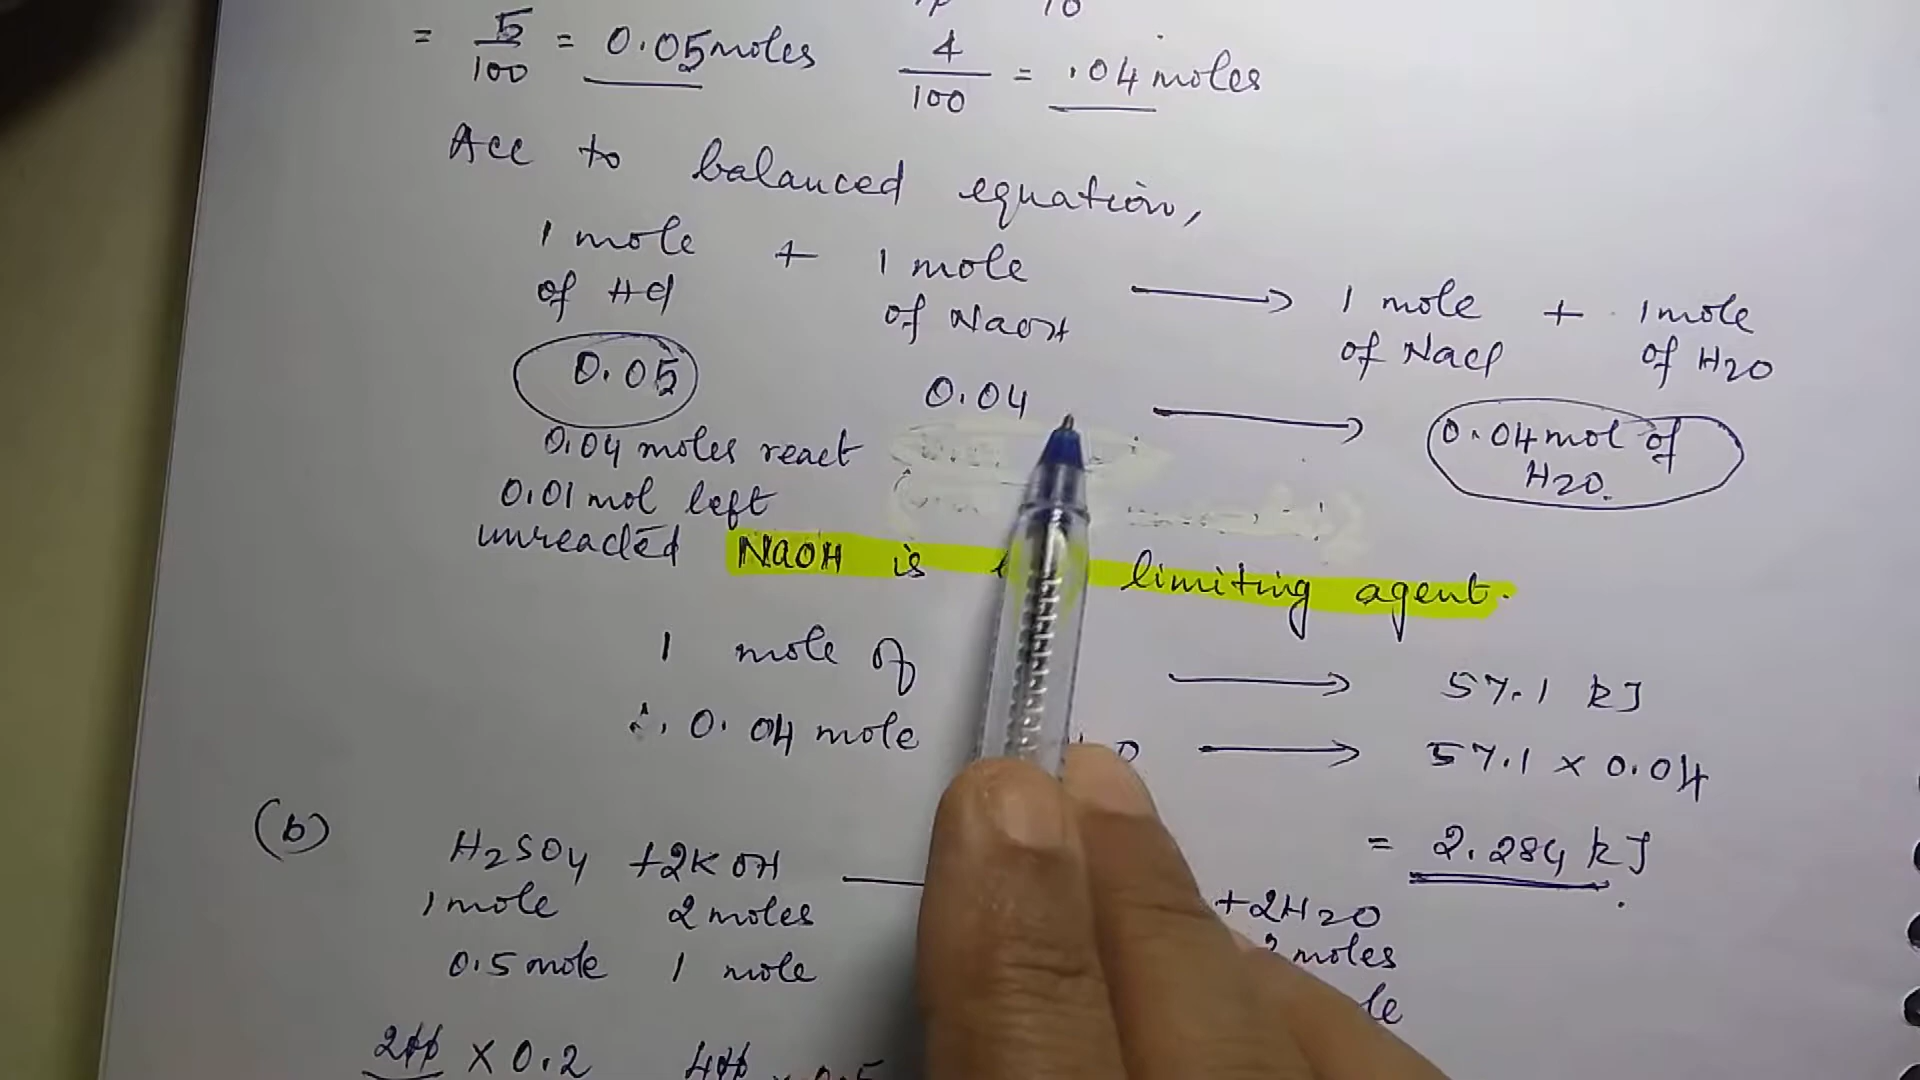 = 5/100 = 0.05 moles 4/100 = .04 moles
Acc to balanced equation,
1 mole of HCl + 1 mole of NaOH → 1 mole of NaCl + 1 mole of H2O
0.05 0.04 → 0.04 mol of H2O.
0.04 moles react
0.01 mol left
unreacted NaOH is limiting agent.
1 mole of → 57.1 kJ
∴ 0.04 mole → 57.1 x 0.04
= 2.284 kJ
(b) H2SO4 + 2KOH + 2H2O
1 mole 2 moles moles
0.5 mole 1 mole
x 0.2